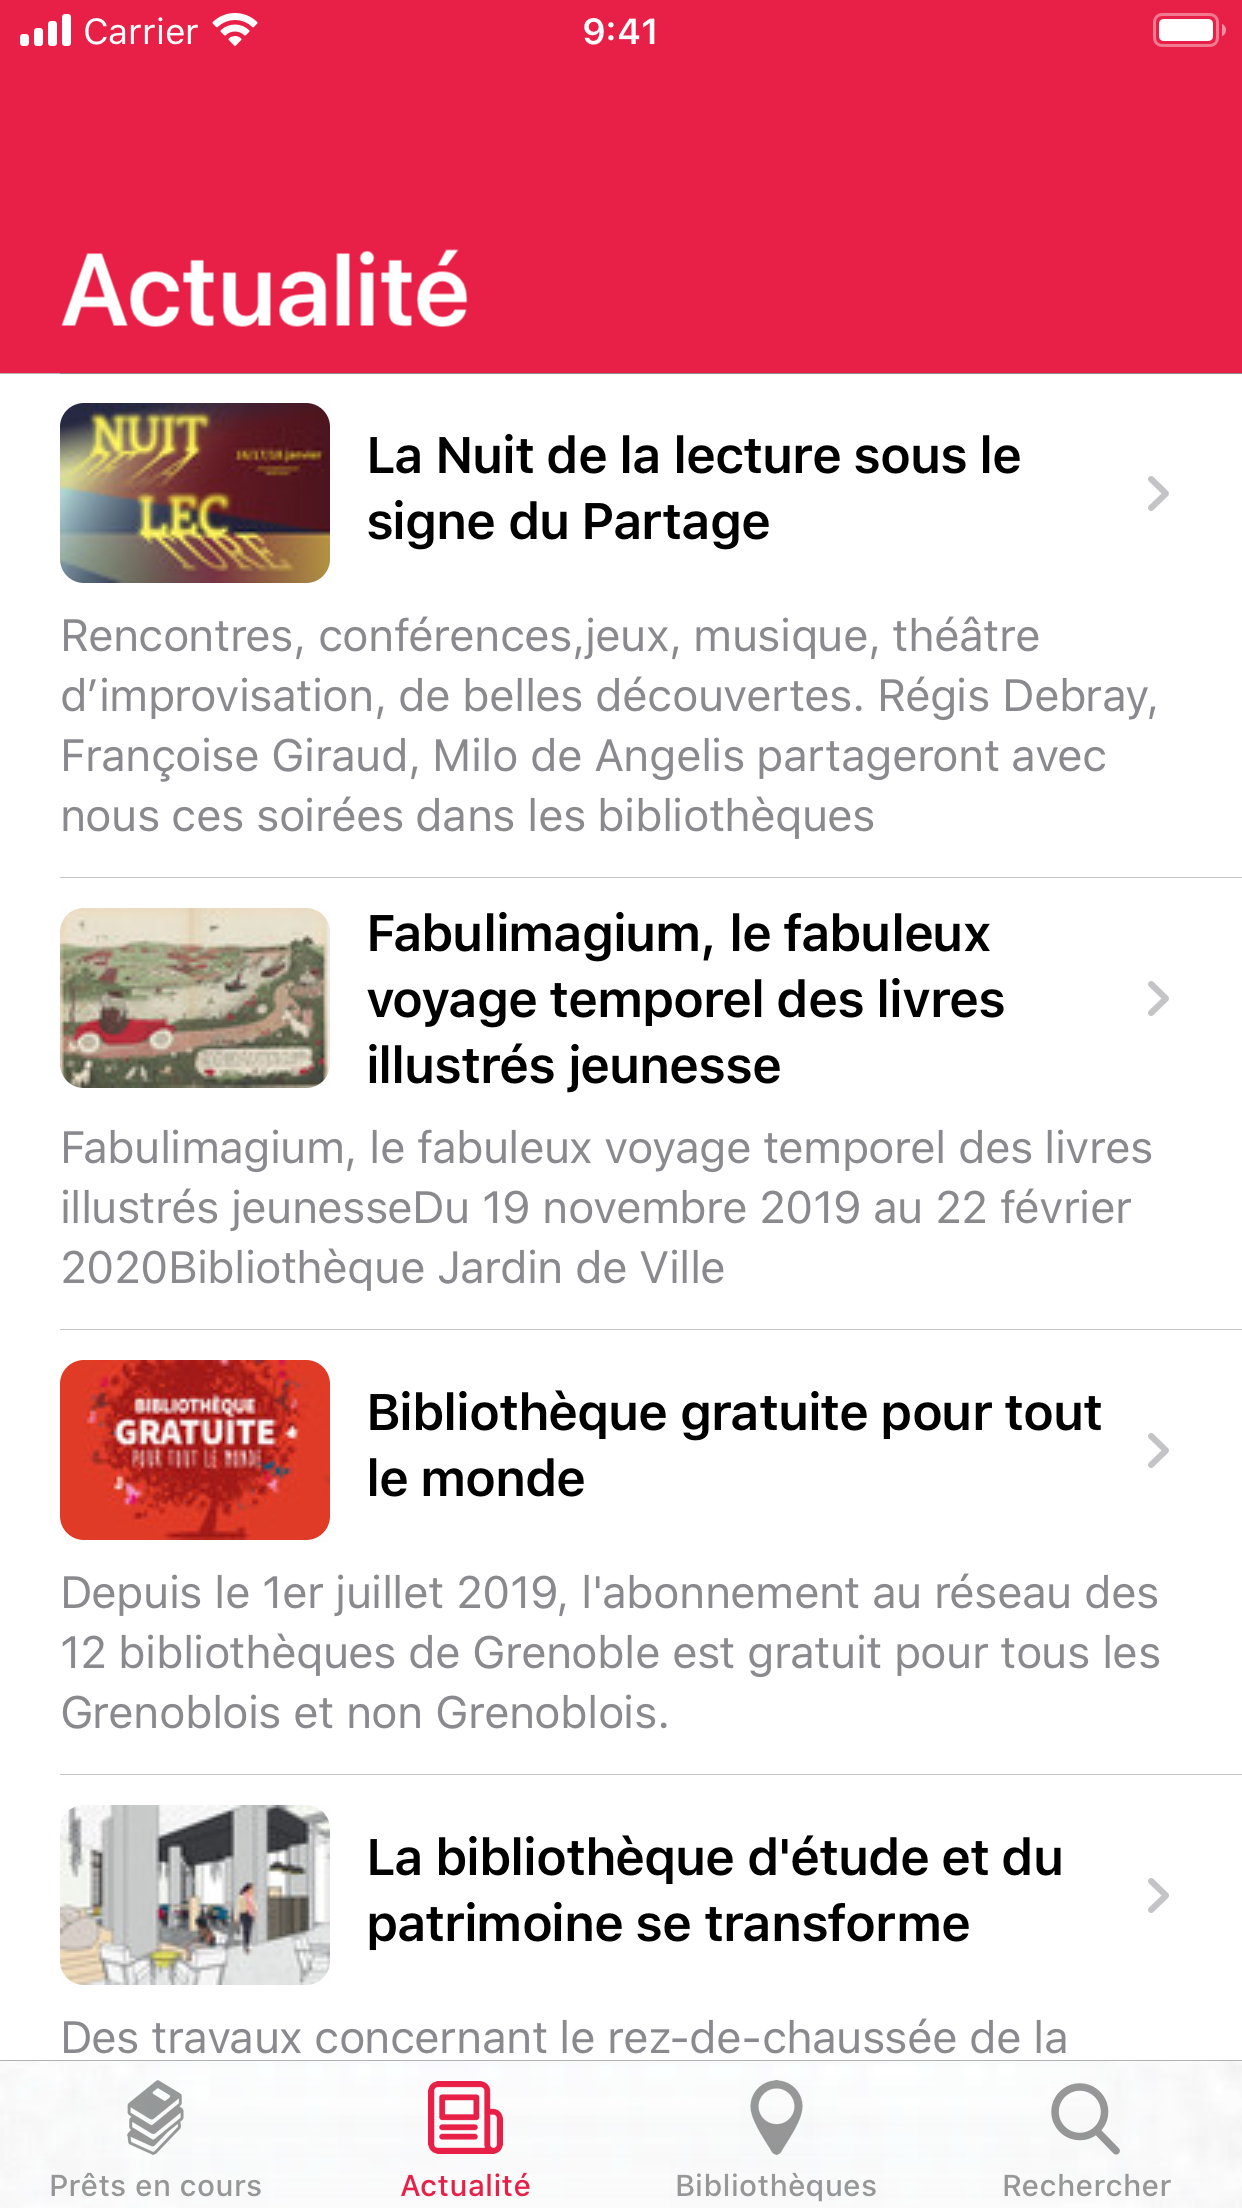 Carrier
9:41
Actualité
NUIT
16/17/18 janvier
LEC
TURE
La Nuit de la lecture sous le
signe du Partage
Rencontres, conférences,jeux, musique, théâtre
d’improvisation, de belles découvertes. Régis Debray,
Françoise Giraud, Milo de Angelis partageront avec
nous ces soirées dans les bibliothèques
Fabulimagium, le fabuleux
voyage temporel des livres
illustrés jeunesse
Fabulimagium, le fabuleux voyage temporel des livres
illustrés jeunesseDu 19 novembre 2019 au 22 février
2020Bibliothèque Jardin de Ville
BIBLIOTHÈQUE
GRATUITE
POUR TOUT LE MONDE
Bibliothèque gratuite pour tout
le monde
Depuis le 1er juillet 2019, l'abonnement au réseau des
12 bibliothèques de Grenoble est gratuit pour tous les
Grenoblois et non Grenoblois.
La bibliothèque d'étude et du
patrimoine se transforme
Des travaux concernant le rez-de-chaussée de la
Prêts en cours
Actualité
Bibliothèques
Rechercher